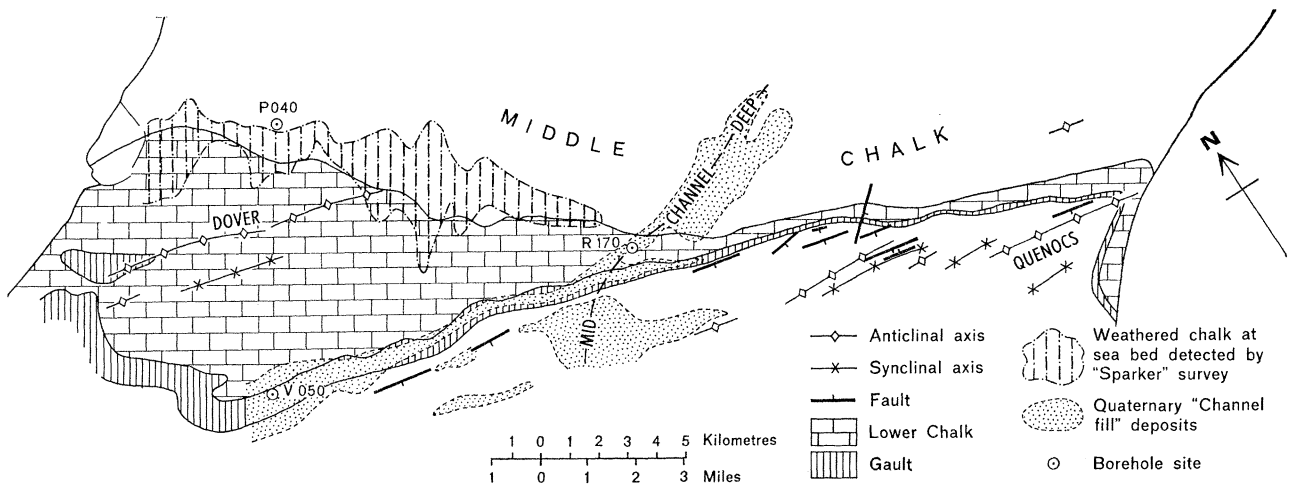 P040
MIDDLE
CHANNEL DEEP
CHALK
N
DOVER
R 170
QUENOCS
MID
V 050
Anticlinal axis
Synclinal axis
Fault
Lower Chalk
Gault
Weathered chalk at
sea bed detected by
"Sparker" survey
Quaternary "Channel
fill" deposits
Borehole site
1 0 1 2 3 4 5 Kilometres
1 0 1 2 3 Miles